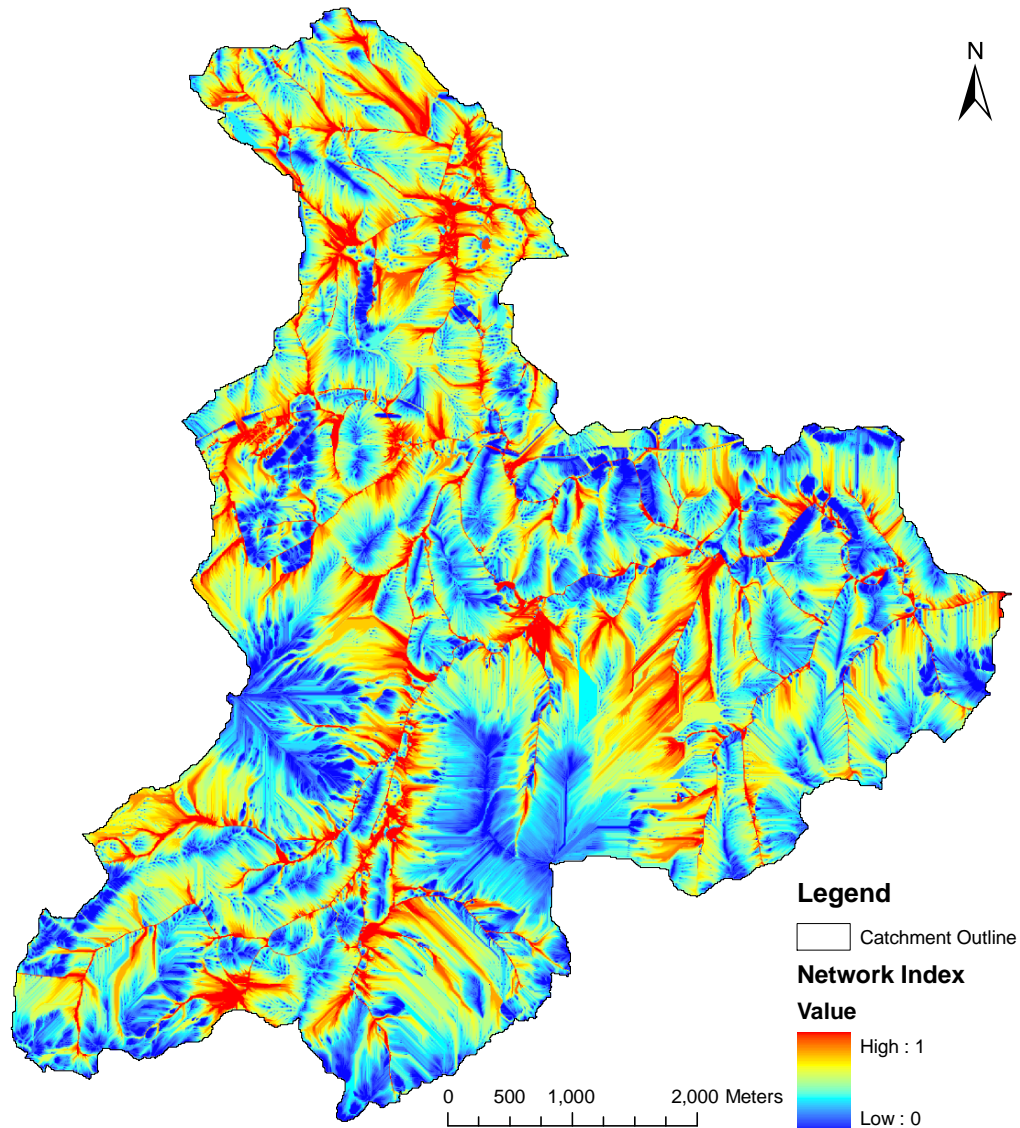 N
Legend
Catchment Outline
Network Index
Value
High : 1
Low : 0
0 500 1,000 2,000 Meters